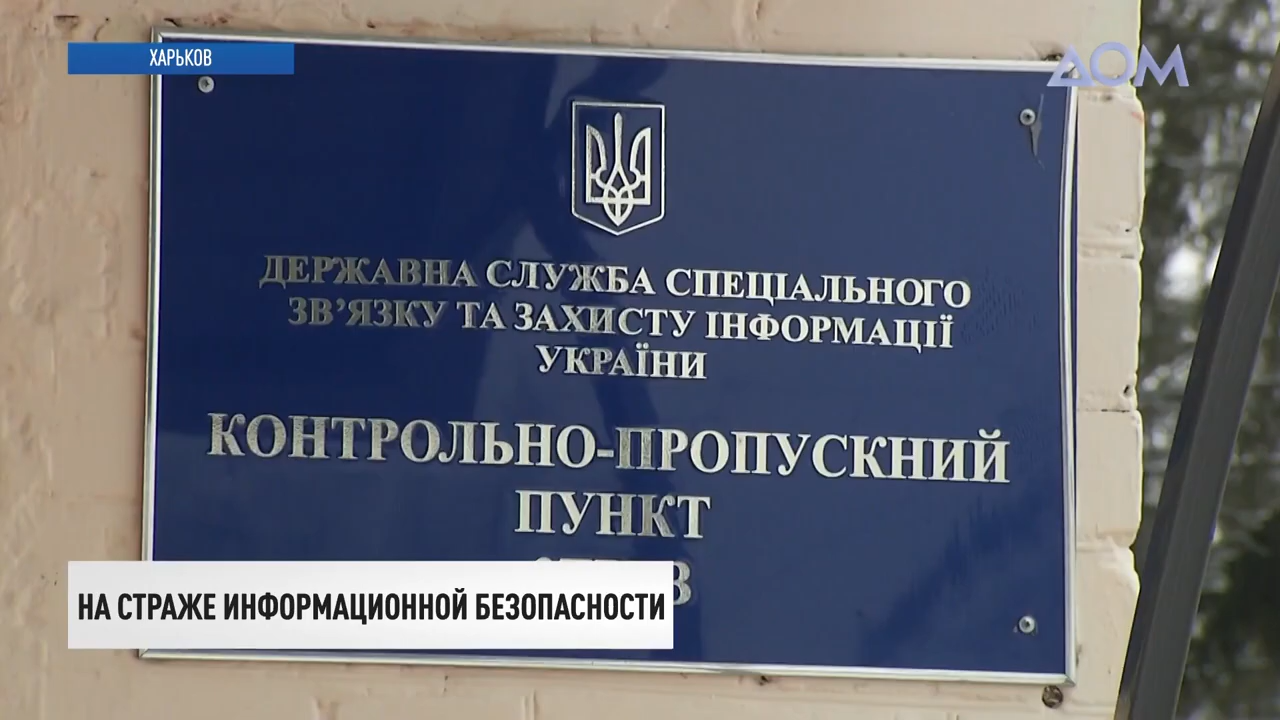 ХАРЬКОВ
ДОМ
ДЕРЖАВНА СЛУЖБА СПЕЦІАЛЬНОГО
ЗВ’ЯЗКУ ТА ЗАХИСТУ ІНФОРМАЦІЇ
УКРАЇНИ
КОНТРОЛЬНО-ПРОПУСКНИЙ
ПУНКТ
НА СТРАЖЕ ИНФОРМАЦИОННОЙ БЕЗОПАСНОСТИ